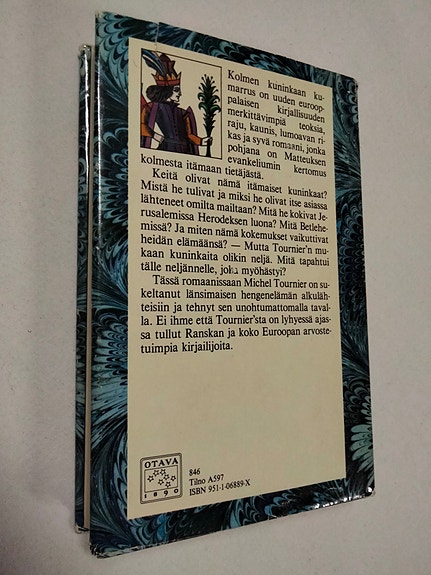 Kolmen kuninkaan ku-
marrus on uuden euroop-
palaisen kirjallisuuden
merkittävimpiä teoksia,
raju, kaunis, lumoavan ri-
kas ja syvä romaani, jonka
pohjana on Matteuksen
evankeliumin kertomus
kolmesta itämaan tietäjästä.
Keitä olivat nämä itämaiset kuninkaat?
Mistä he tulivat ja miksi he olivat itse asiassa
lähteneet omilta mailtaan? Mitä he kokivat Je-
rusalemissa Herodeksen luona? Mitä Betlehe-
missä? Ja miten nämä kokemukset vaikuttivat
heidän elämäänsä? — Mutta Tournier'n mu-
kaan kuninkaita olikin neljä. Mitä tapahtui
tälle neljännelle, joka myöhästyi?
Tässä romaanissaan Michel Tournier on su-
keltanut länsimaisen hengenelämän alkuläh-
teisiin ja tehnyt sen unohtumattomalla taval-
la. Ei ihme että Tournier'sta on lyhyessä ajas-
sa tullut Ranskan ja koko Euroopan arvoste-
tuimpia kirjailijoita.
OTAVA
1890
846
Tilno A597
ISBN 951-1-06889-X